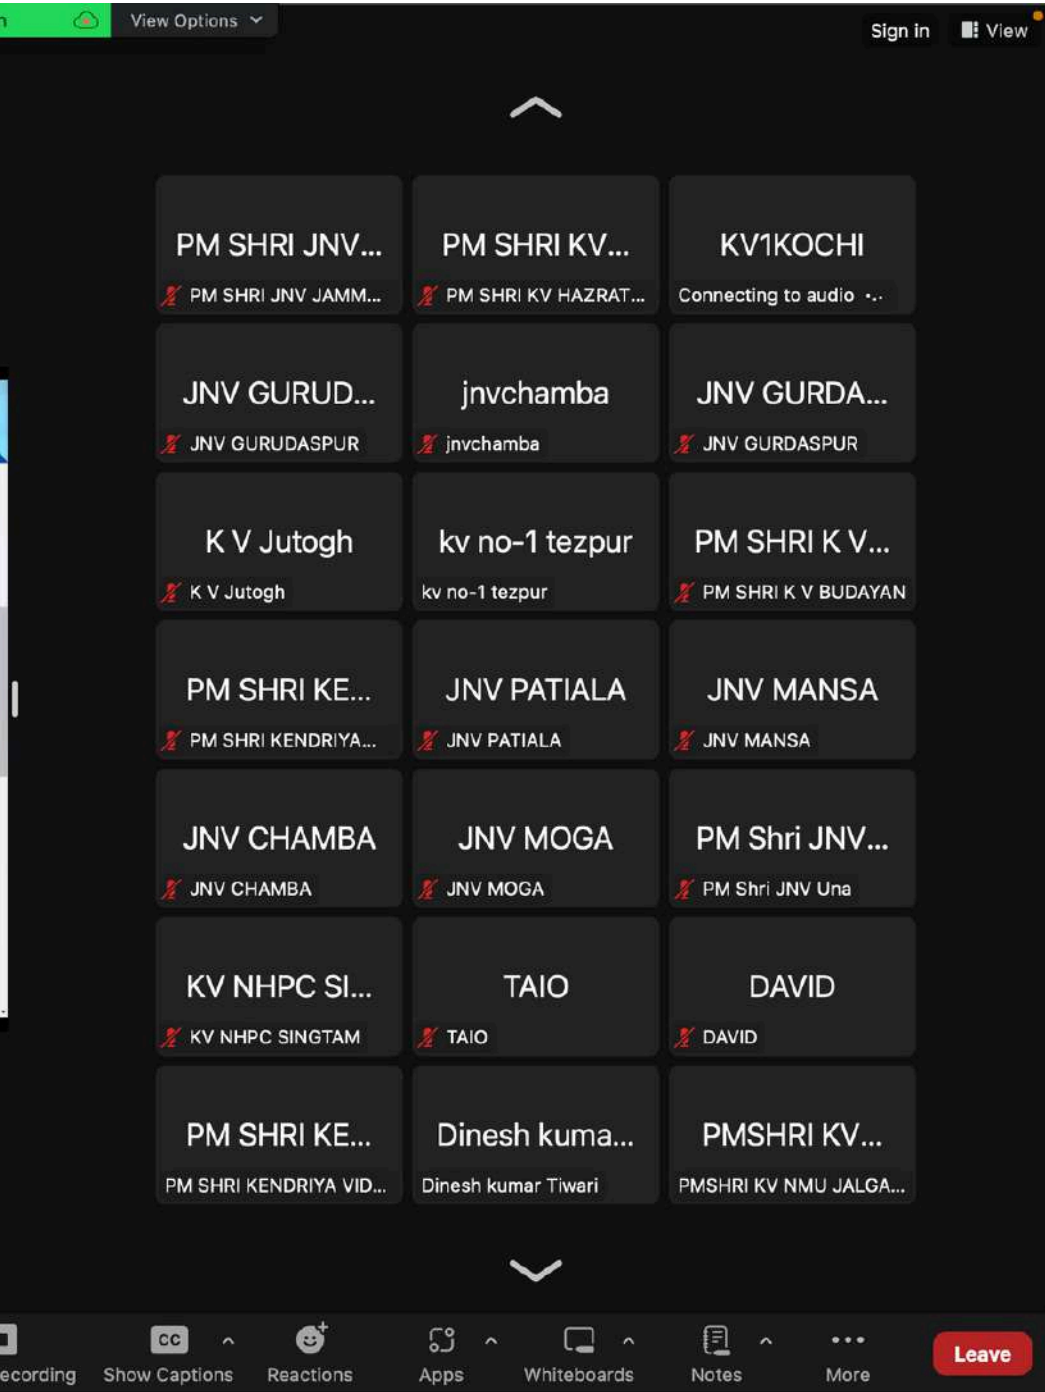 View Options
Sign in View
PM SHRI JNV... PM SHRI KV... KV1KOCHI
PM SHRI JNV JAMM... PM SHRI KV HAZRAT... Connecting to audio
JNV GURUD... jnvchamba JNV GURDA...
JNV GURUDASPUR jnvchamba JNV GURDASPUR
K V Jutogh kv no-1 tezpur PM SHRI K V...
K V Jutogh kv no-1 tezpur PM SHRI K V BUDAYAN
PM SHRI KE... JNV PATIALA JNV MANSA
PM SHRI KENDRIYA... JNV PATIALA JNV MANSA
JNV CHAMBA JNV MOGA PM Shri JNV...
JNV CHAMBA JNV MOGA PM Shri JNV Una
KV NHPC SI... TAIO DAVID
KV NHPC SINGTAM TAIO DAVID
PM SHRI KE... Dinesh kuma... PMSHRI KV...
PM SHRI KENDRIYA VID... Dinesh kumar Tiwari PMSHRI KV NMU JALGA...
CC
ecording Show Captions Reactions Apps Whiteboards Notes More Leave